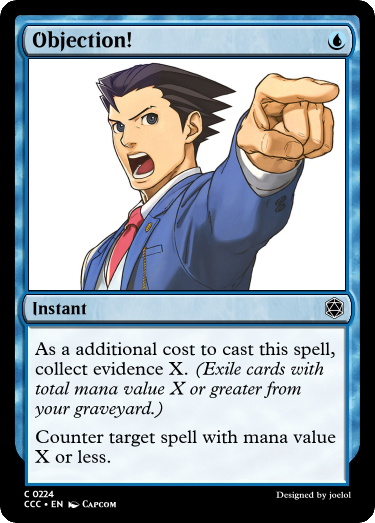 Objection!
Instant
As a additional cost to cast this spell,
collect evidence X. (Exile cards with
total mana value X or greater from
your graveyard.)
Counter target spell with mana value
X or less.
C 0224
CCC • EN Capcom
Designed by joelol